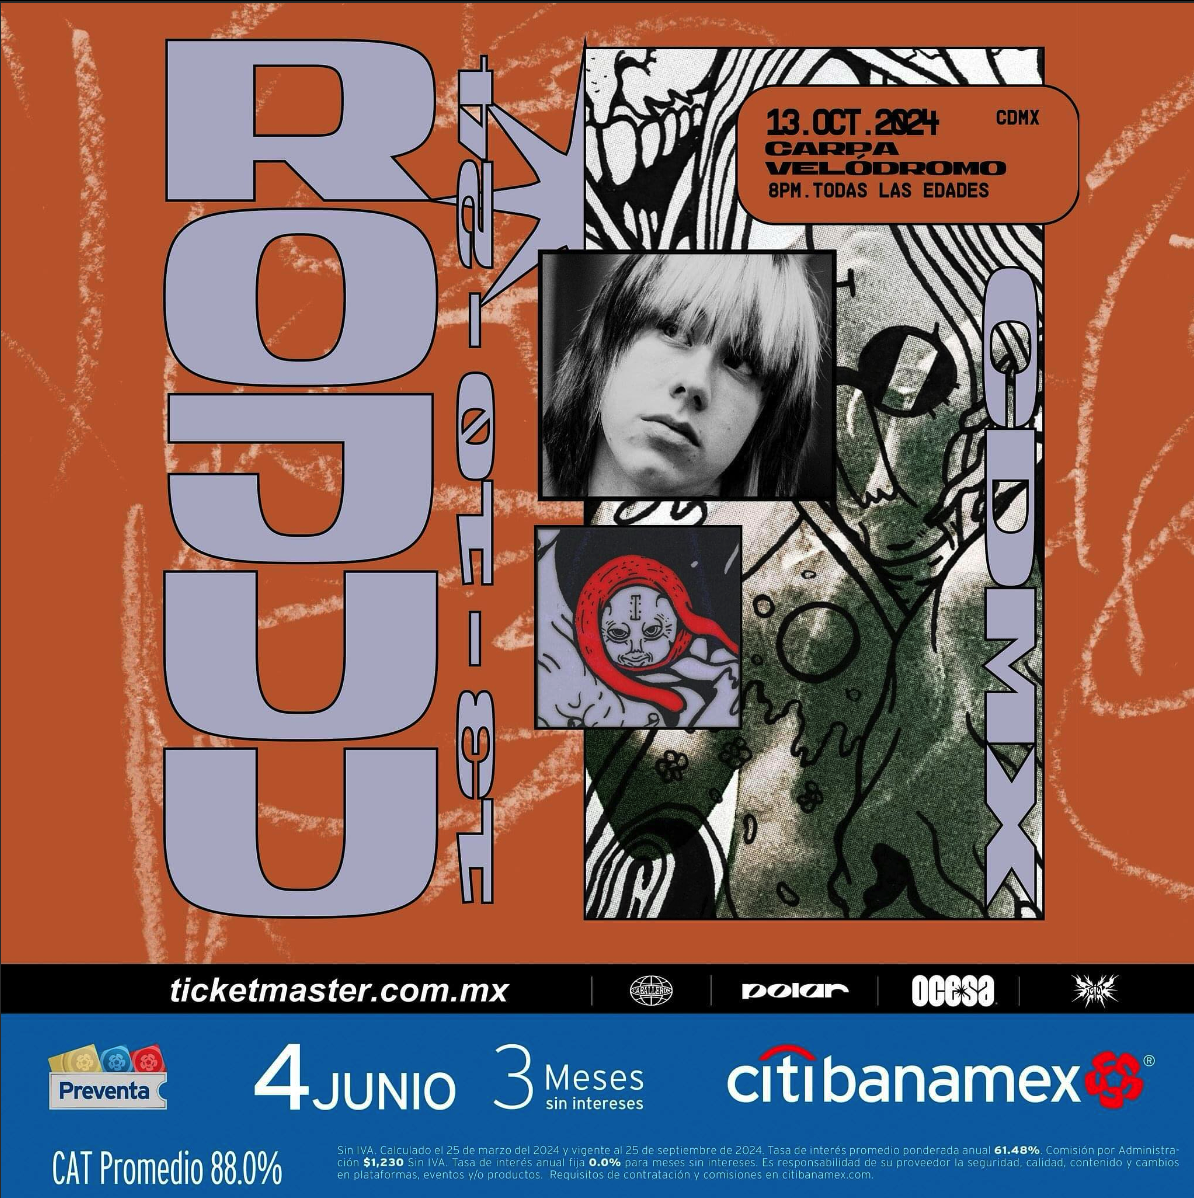 ROJUU
13-10-24
13.OCT.2024
CDMX
CARPA
VELÓDROMO
8PM.TODAS LAS EDADES
CDMX
ticketmaster.com.mx
CABALLEROS
polar
OCESA
Preventa
4 JUNIO
3 Meses
sin intereses
citibanamex®
CAT Promedio 88.0%
Sin IVA. Calculado el 25 de marzo del 2024 y vigente al 25 de septiembre de 2024. Tasa de interés promedio ponderada anual 61.48%. Comisión por Administra-
ción $1,230 Sin IVA. Tasa de interés anual fija 0.0% para meses sin intereses. Es responsabilidad de su proveedor la seguridad, calidad, contenido y cambios
en plataformas, eventos y/o productos. Requisitos de contratación y comisiones en citibanamex.com.